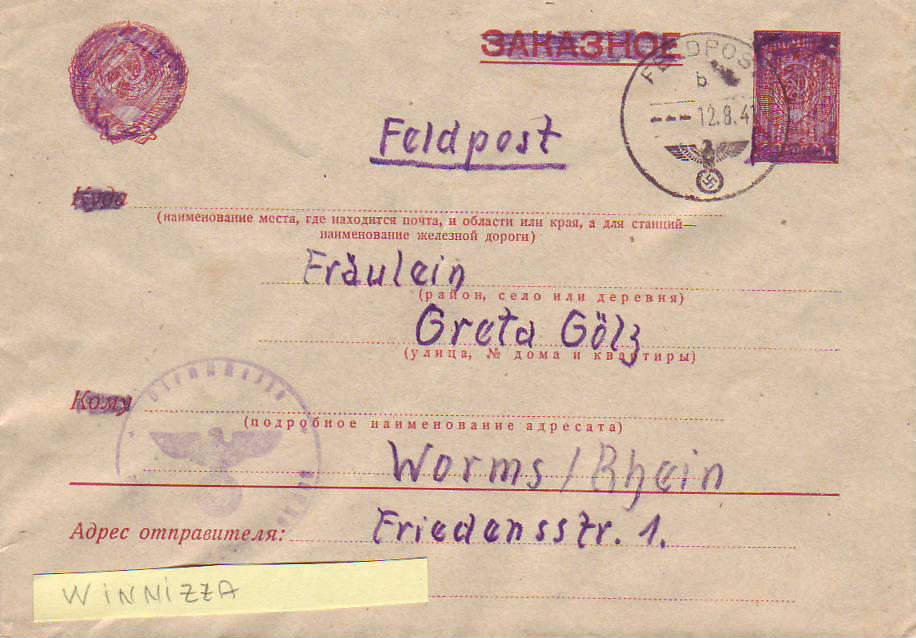 ЗАКАЗНОЕ
FELDPOST
b
--- 12.8.41
Feldpost
Куда
(наименование места, где находится почта, и области или края, а для станций—
наименование железной дороги)
Fräulein
(район, село или деревня)
Greta Gölz
(улица, № дома и квартиры)
Кому
(подробное наименование адресата)
Worms/Rhein
Адрес отправителя:
Friedensstr. 1.
WINNIZZA